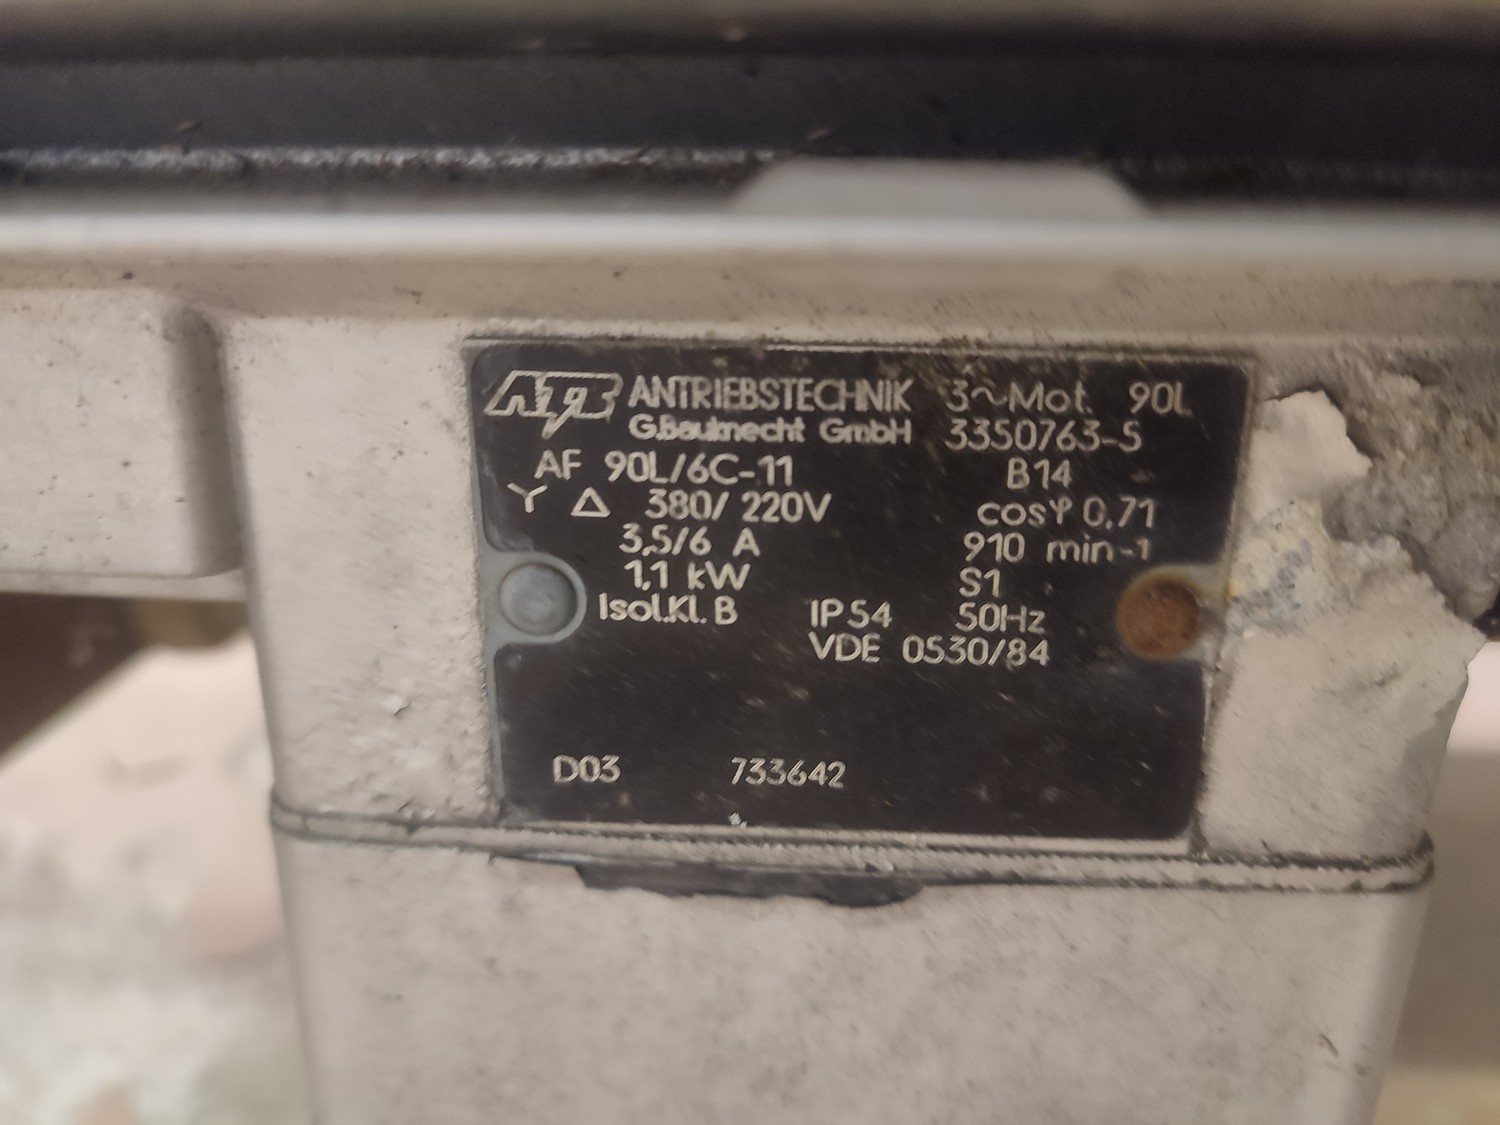 ATB ANTRIEBSTECHNIK 3~Mot. 90L
G.Bauknecht GmbH 3350763-5
AF 90L/6C-11 B14
Y Δ 380/220V cosφ 0,71
3,5/6 A 910 min-1
1,1 kW S1
Isol.Kl. B IP54 50Hz
VDE 0530/84
D03 733642